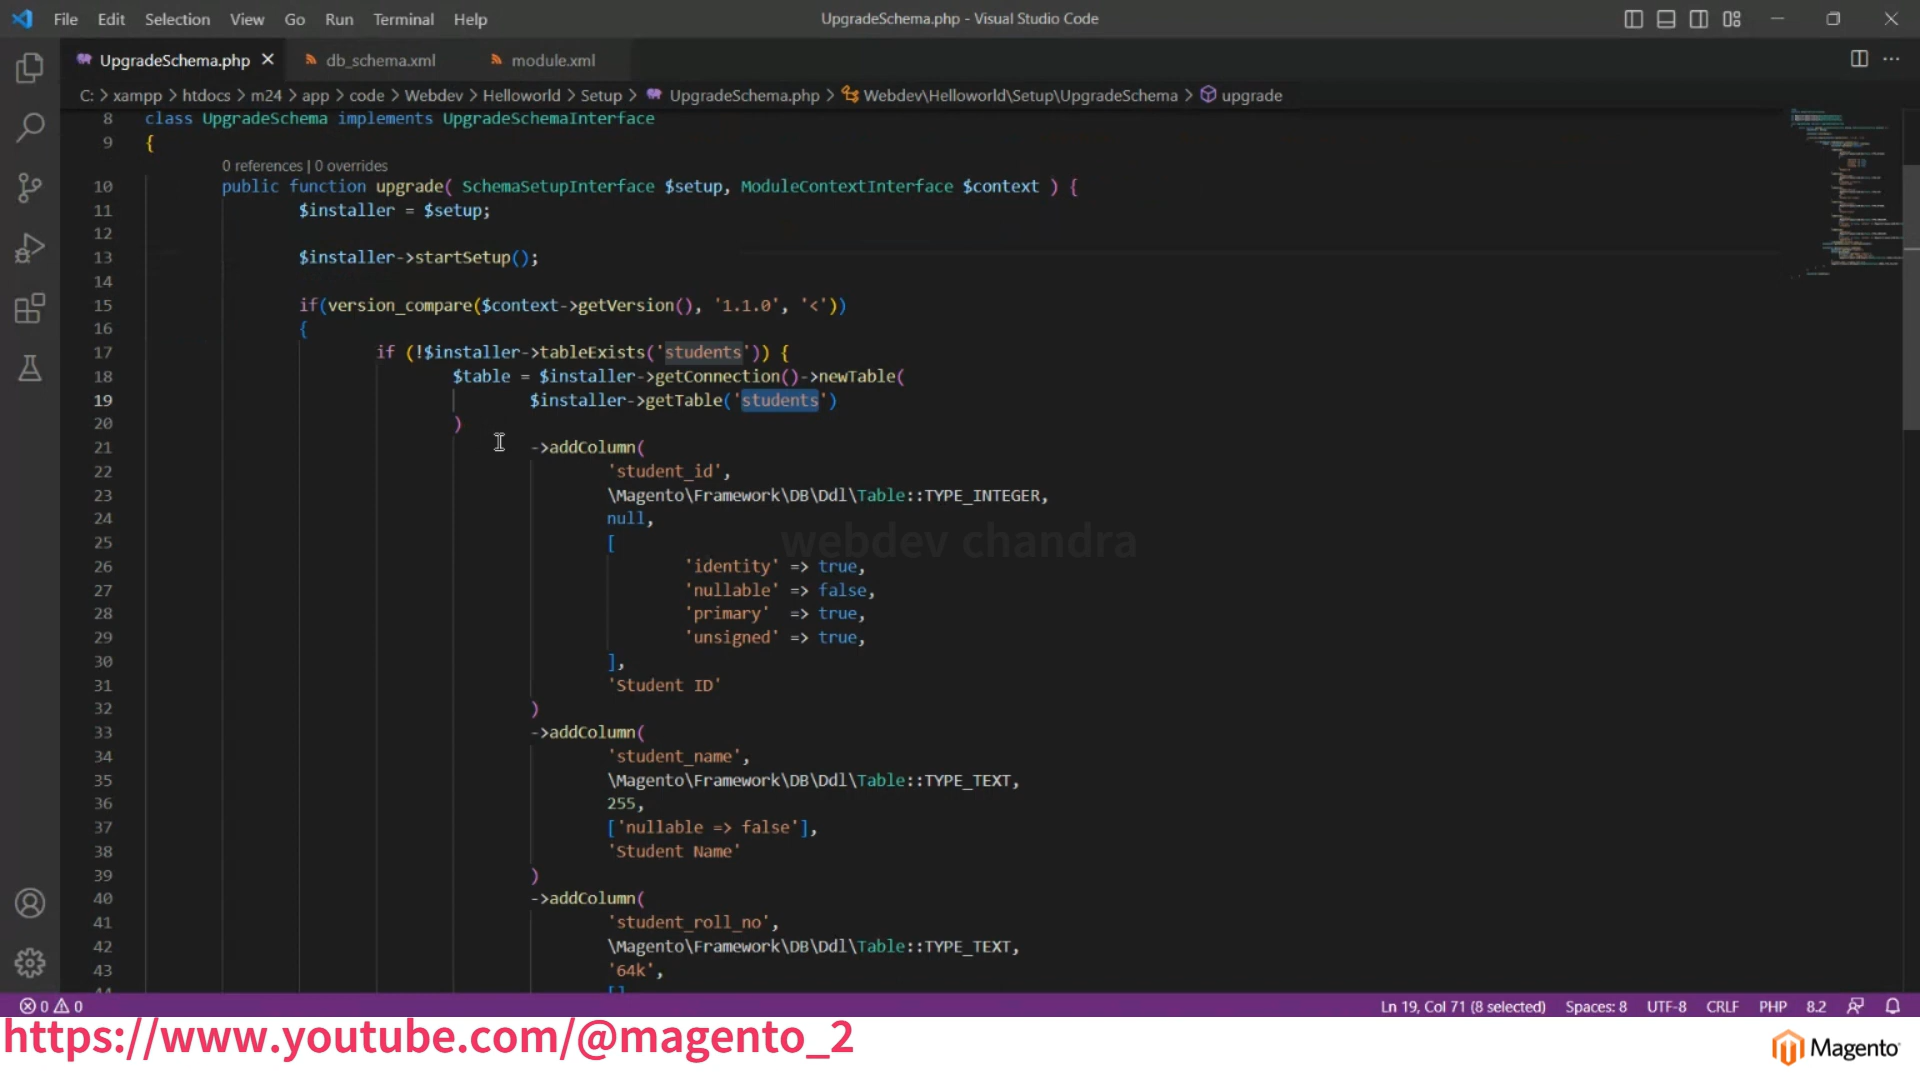 File Edit Selection View Go Run Terminal Help
UpgradeSchema.php - Visual Studio Code
UpgradeSchema.php
db_schema.xml
module.xml
C: > xampp > htdocs > m24 > app > code > Webdev > Helloworld > Setup > UpgradeSchema.php > Webdev\Helloworld\Setup\UpgradeSchema > upgrade
8 class UpgradeSchema implements UpgradeSchemaInterface
9 {
0 references | 0 overrides
10 public function upgrade( SchemaSetupInterface $setup, ModuleContextInterface $context ) {
11 $installer = $setup;
12
13 $installer->startSetup();
14
15 if(version_compare($context->getVersion(), '1.1.0', '<'))
16 {
17 if (!$installer->tableExists('students')) {
18 $table = $installer->getConnection()->newTable(
19 $installer->getTable('students')
20 )
21 ->addColumn(
22 'student_id',
23 \Magento\Framework\DB\Ddl\Table::TYPE_INTEGER,
24 null,
25 [
26 'identity' => true,
27 'nullable' => false,
28 'primary' => true,
29 'unsigned' => true,
30 ],
31 'Student ID'
32 )
33 ->addColumn(
34 'student_name',
35 \Magento\Framework\DB\Ddl\Table::TYPE_TEXT,
36 255,
37 ['nullable => false'],
38 'Student Name'
39 )
40 ->addColumn(
41 'student_roll_no',
42 \Magento\Framework\DB\Ddl\Table::TYPE_TEXT,
43 '64k',
webdev chandra
0 0
Ln 19, Col 71 (8 selected) Spaces: 8 UTF-8 CRLF PHP 8.2
https://www.youtube.com/@magento_2
Magento